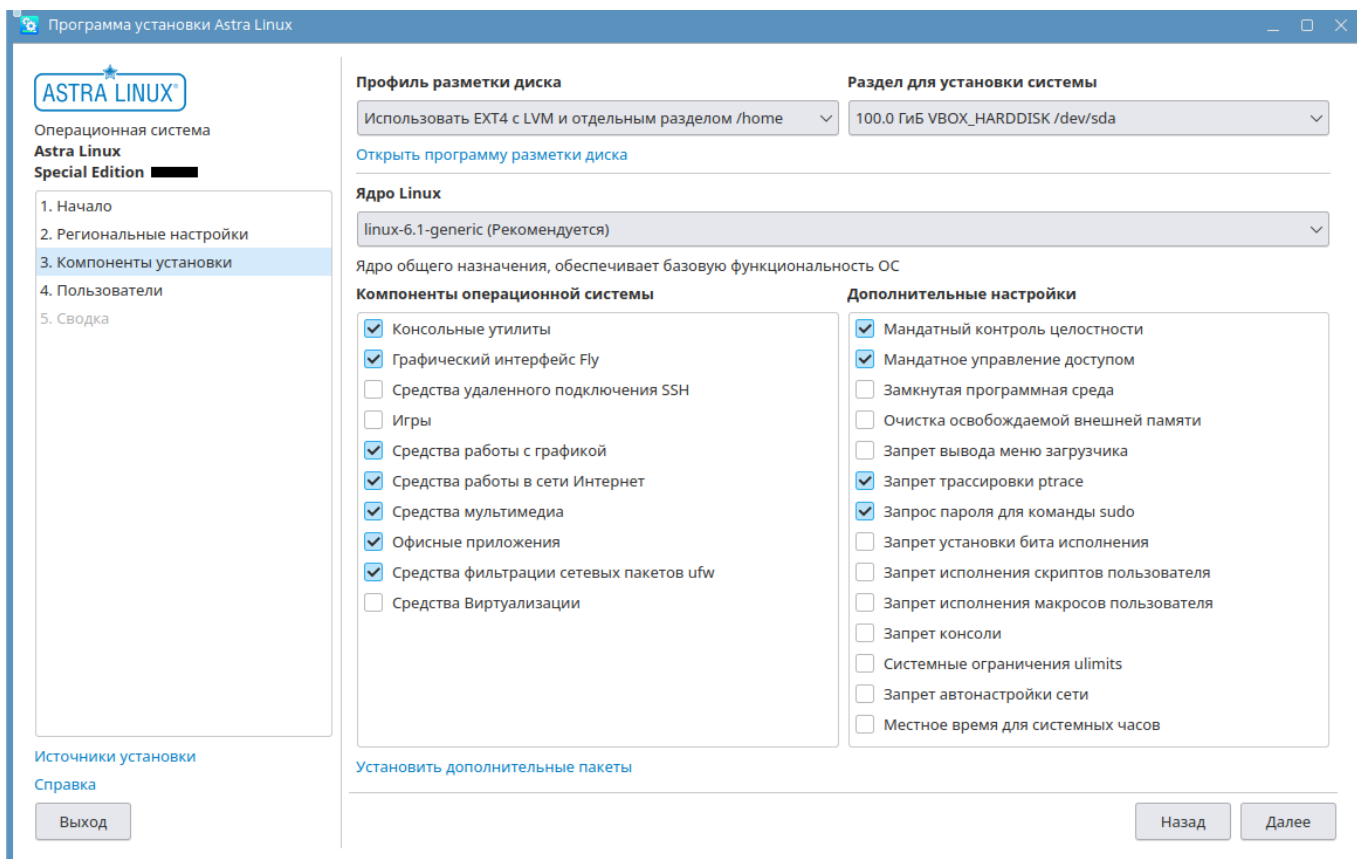 Программа установки Astra Linux
ASTRA LINUX®
Операционная система
Astra Linux
Special Edition
1. Начало
2. Региональные настройки
3. Компоненты установки
4. Пользователи
5. Сводка
Источники установки
Справка
Выход
Профиль разметки диска
Использовать EXT4 с LVM и отдельным разделом /home
Открыть программу разметки диска
Раздел для установки системы
100.0 ГиБ VBOX_HARDDISK /dev/sda
Ядро Linux
linux-6.1-generic (Рекомендуется)
Ядро общего назначения, обеспечивает базовую функциональность ОС
Компоненты операционной системы
Консольные утилиты
Графический интерфейс Fly
Средства удаленного подключения SSH
Игры
Средства работы с графикой
Средства работы в сети Интернет
Средства мультимедиа
Офисные приложения
Средства фильтрации сетевых пакетов ufw
Средства Виртуализации
Дополнительные настройки
Мандатный контроль целостности
Мандатное управление доступом
Замкнутая программная среда
Очистка освобождаемой внешней памяти
Запрет вывода меню загрузчика
Запрет трассировки ptrace
Запрос пароля для команды sudo
Запрет установки бита исполнения
Запрет исполнения скриптов пользователя
Запрет исполнения макросов пользователя
Запрет консоли
Системные ограничения ulimits
Запрет автонастройки сети
Местное время для системных часов
Установить дополнительные пакеты
Назад
Далее